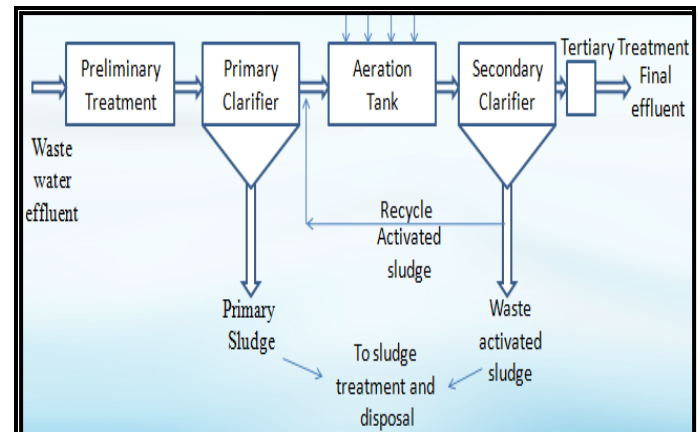 Preliminary
Treatment
Primary
Clarifier
Aeration
Tank
Secondary
Clarifier
Tertiary Treatment
Final
effluent
Waste
water
effluent
Recycle
Activated
sludge
Primary
Sludge
Waste
activated
sludge
To sludge
treatment and
disposal